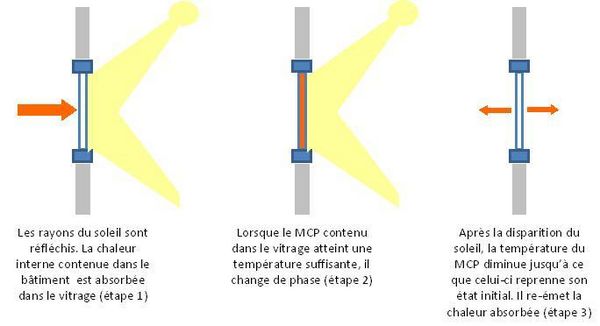 Les rayons du soleil sont
réfléchis. La chaleur
interne contenue dans le
bâtiment est absorbée
dans le vitrage (étape 1)
Lorsque le MCP contenu
dans le vitrage atteint une
température suffisante, il
change de phase (étape 2)
Après la disparition du
soleil, la température du
MCP diminue jusqu'à ce
que celui-ci reprenne son
état initial. Il re-émet la
chaleur absorbée (étape 3)